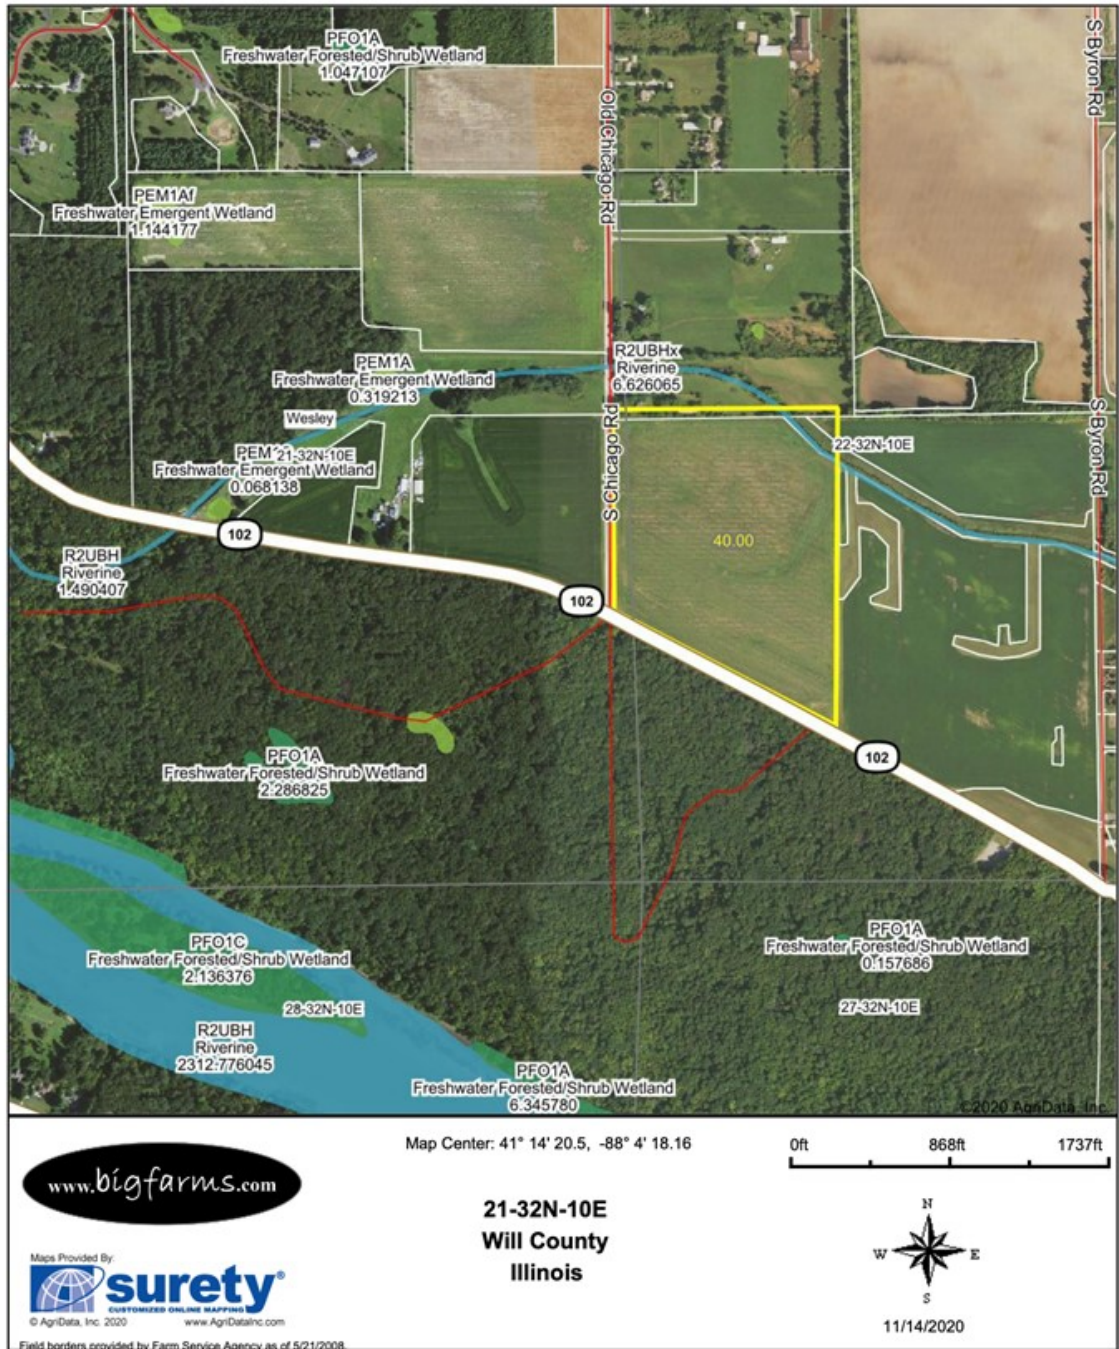 PFO1A
Freshwater Forested/Shrub Wetland
1.047107
S Byron Rd
Old Chicago Rd
PEM1Af
Freshwater Emergent Wetland
1.144177
PEM1A
Freshwater Emergent Wetland
0.319213
R2UBHx
Riverine
6.626065
Wesley
S Chicago Rd
S Byron Rd
22-32N-10E
21-32N-10E
Freshwater Emergent Wetland
0.068138
40.00
102
R2UBH
Riverine
1.490407
102
102
PFO1A
Freshwater Forested/Shrub Wetland
2.286825
PFO1C
Freshwater Forested/Shrub Wetland
2.136376
28-32N-10E
PFO1A
Freshwater Forested/Shrub Wetland
0.157686
27-32N-10E
R2UBH
Riverine
2312.776045
PFO1A
Freshwater Forested/Shrub Wetland
6.345780
©2020 AgriData, Inc.
www.bigfarms.com
Map Center: 41° 14' 20.5, -88° 4' 18.16
0ft 868ft 1737ft
21-32N-10E
Will County
Illinois
N
W E
S
11/14/2020
Maps Provided By:
surety®
CUSTOMIZED ONLINE MAPPING
© AgriData, Inc. 2020 www.AgriDataInc.com
Field borders provided by Farm Service Agency as of 5/21/2008.